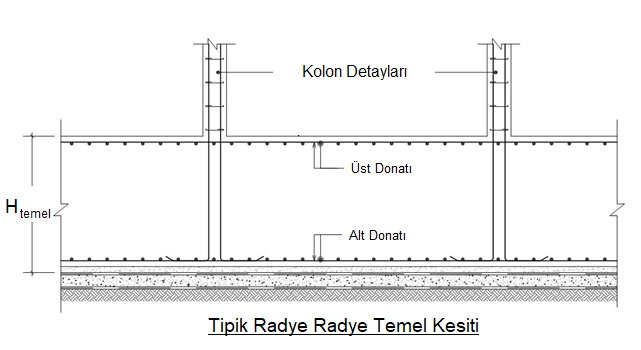 Kolon Detayları
Üst Donatı
H temel
Alt Donatı
Tipik Radye Radye Temel Kesiti